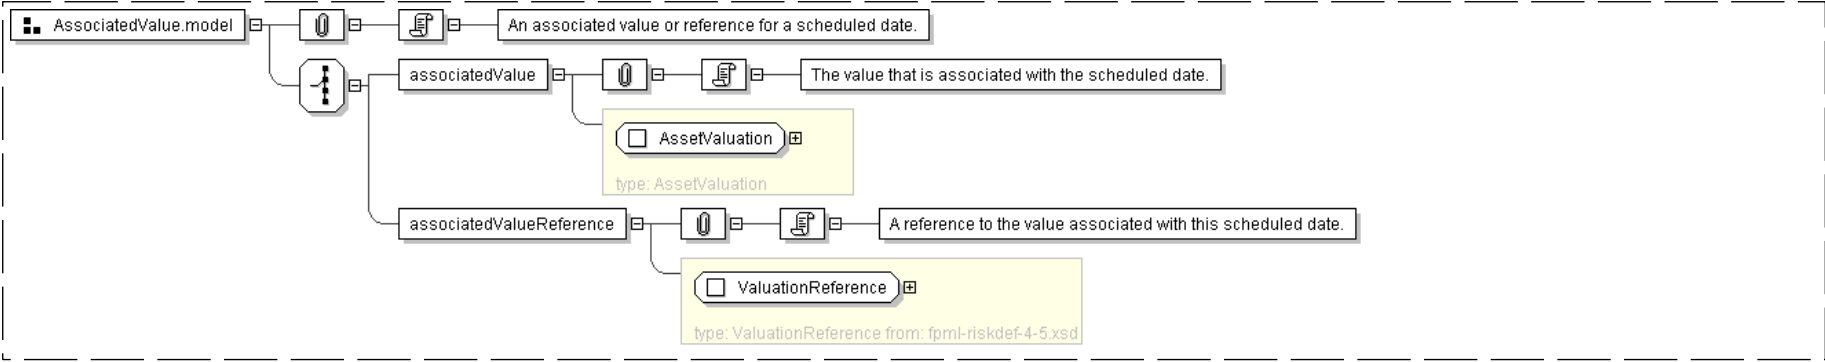 AssociatedValue.model
An associated value or reference for a scheduled date.
associatedValue
The value that is associated with the scheduled date.
AssetValuation
type: AssetValuation
associatedValueReference
A reference to the value associated with this scheduled date.
ValuationReference
type: ValuationReference from: fpml-riskdef-4-5.xsd